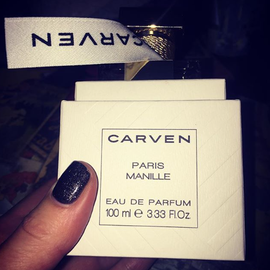 CARVEN
CARVEN
PARIS
MANILLE
EAU DE PARFUM
100 ml ℮ 3.33 Fl.Oz.